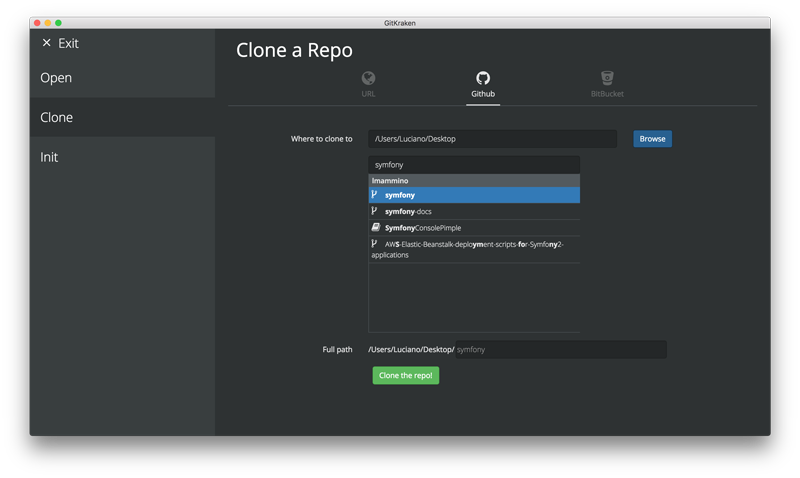 GitKraken
Exit
Open
Clone
Init
Clone a Repo
URL
Github
BitBucket
Where to clone to
/Users/Luciano/Desktop
Browse
symfony
lmammino
symfony
symfony-docs
SymfonyConsolePimple
AWS-Elastic-Beanstalk-deployment-scripts-for-Symfony2-
applications
Full path
/Users/Luciano/Desktop/
symfony
Clone the repo!